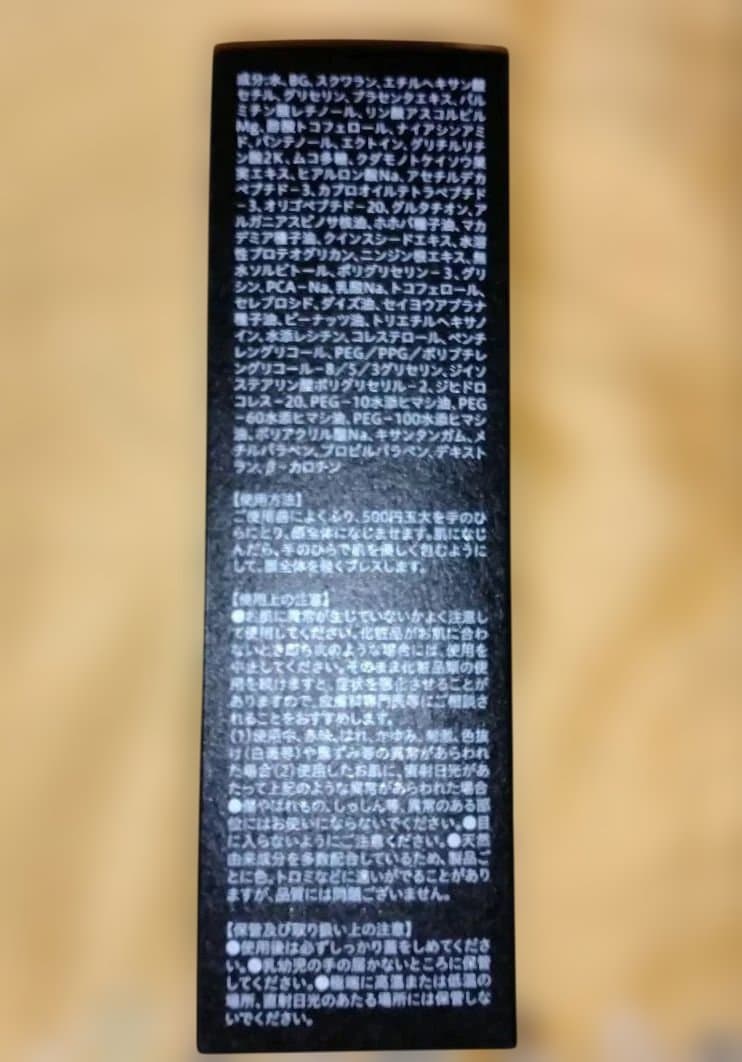 成分:水、BG、スクワラン、エチルヘキサン酸
セチル、グリセリン、プラセンタエキス、パル
ミチン酸レチノール、リン酸アスコルビル
Mg、酢酸トコフェロール、ナイアシンアミ
ド、パンテノール、エクトイン、グリチルリチ
ン酸2K、ムコ多糖、クダモノトケイソウ果
実エキス、ヒアルロン酸Na、アセチルデカ
ペプチド-3、カプロオイルテトラペプチド
-3、オリゴペプチド-20、グルタチオン、ア
ルガニアスピノサ核油、ホホバ種子油、マカ
デミア種子油、クインスシードエキス、水溶
性プロテオグリカン、ニンジン根エキス、無
水ソルビトール、ポリグリセリン-3、グリ
シン、PCA-Na、乳酸Na、トコフェロール、
セレブロシド、ダイズ油、セイヨウアブラナ
種子油、ピーナッツ油、トリエチルヘキサノ
イン、水添レシチン、コレステロール、ペンチ
レングリコール、PEG/PPG/ポリブチレ
ングリコール-8/5/3グリセリン、ジイソ
ステアリン酸ポリグリセリル-2、ジヒドロ
コレス-20、PEG-10水添ヒマシ油、PEG
-60水添ヒマシ油、PEG-100水添ヒマシ
油、ポリアクリル酸Na、キサンタンガム、メ
チルパラベン、プロピルパラベン、デキスト
ラン、β-カロチン
【使用方法】
ご使用前によくふり、500円玉大を手のひ
らにとり、顔全体になじませます。肌になじ
んだら、手のひらで肌を優しく包むように
して、顔全体を軽くプレスします。
【使用上の注意】
●お肌に異常が生じていないかよく注意し
て使用してください。化粧品がお肌に合わ
ないとき即ち次のような場合には、使用を
中止してください。そのまま化粧品類の使
用を続けますと、症状を悪化させることが
ありますので、皮膚科専門医等にご相談さ
れることをおすすめします。
(1)使用中、赤味、はれ、かゆみ、刺激、色抜
け(白斑等)や黒ずみ等の異常があらわれ
た場合(2)使用したお肌に、直射日光があ
たって上記のような異常があらわれた場合
●傷やはれもの、しっしん等、異常のある部
位にはお使いにならないでください。●目
に入らないようにご注意ください。●天然
由来成分を多数配合しているため、製品ご
とに色、トロミなどに違いがでることがあり
ますが、品質には問題ございません。
【保管及び取り扱い上の注意】
●使用後は必ずしっかり蓋をしめてくださ
い。●乳幼児の手の届かないところに保管
してください。●極端に高温または低温の
場所、直射日光のあたる場所には保管しな
いでください。